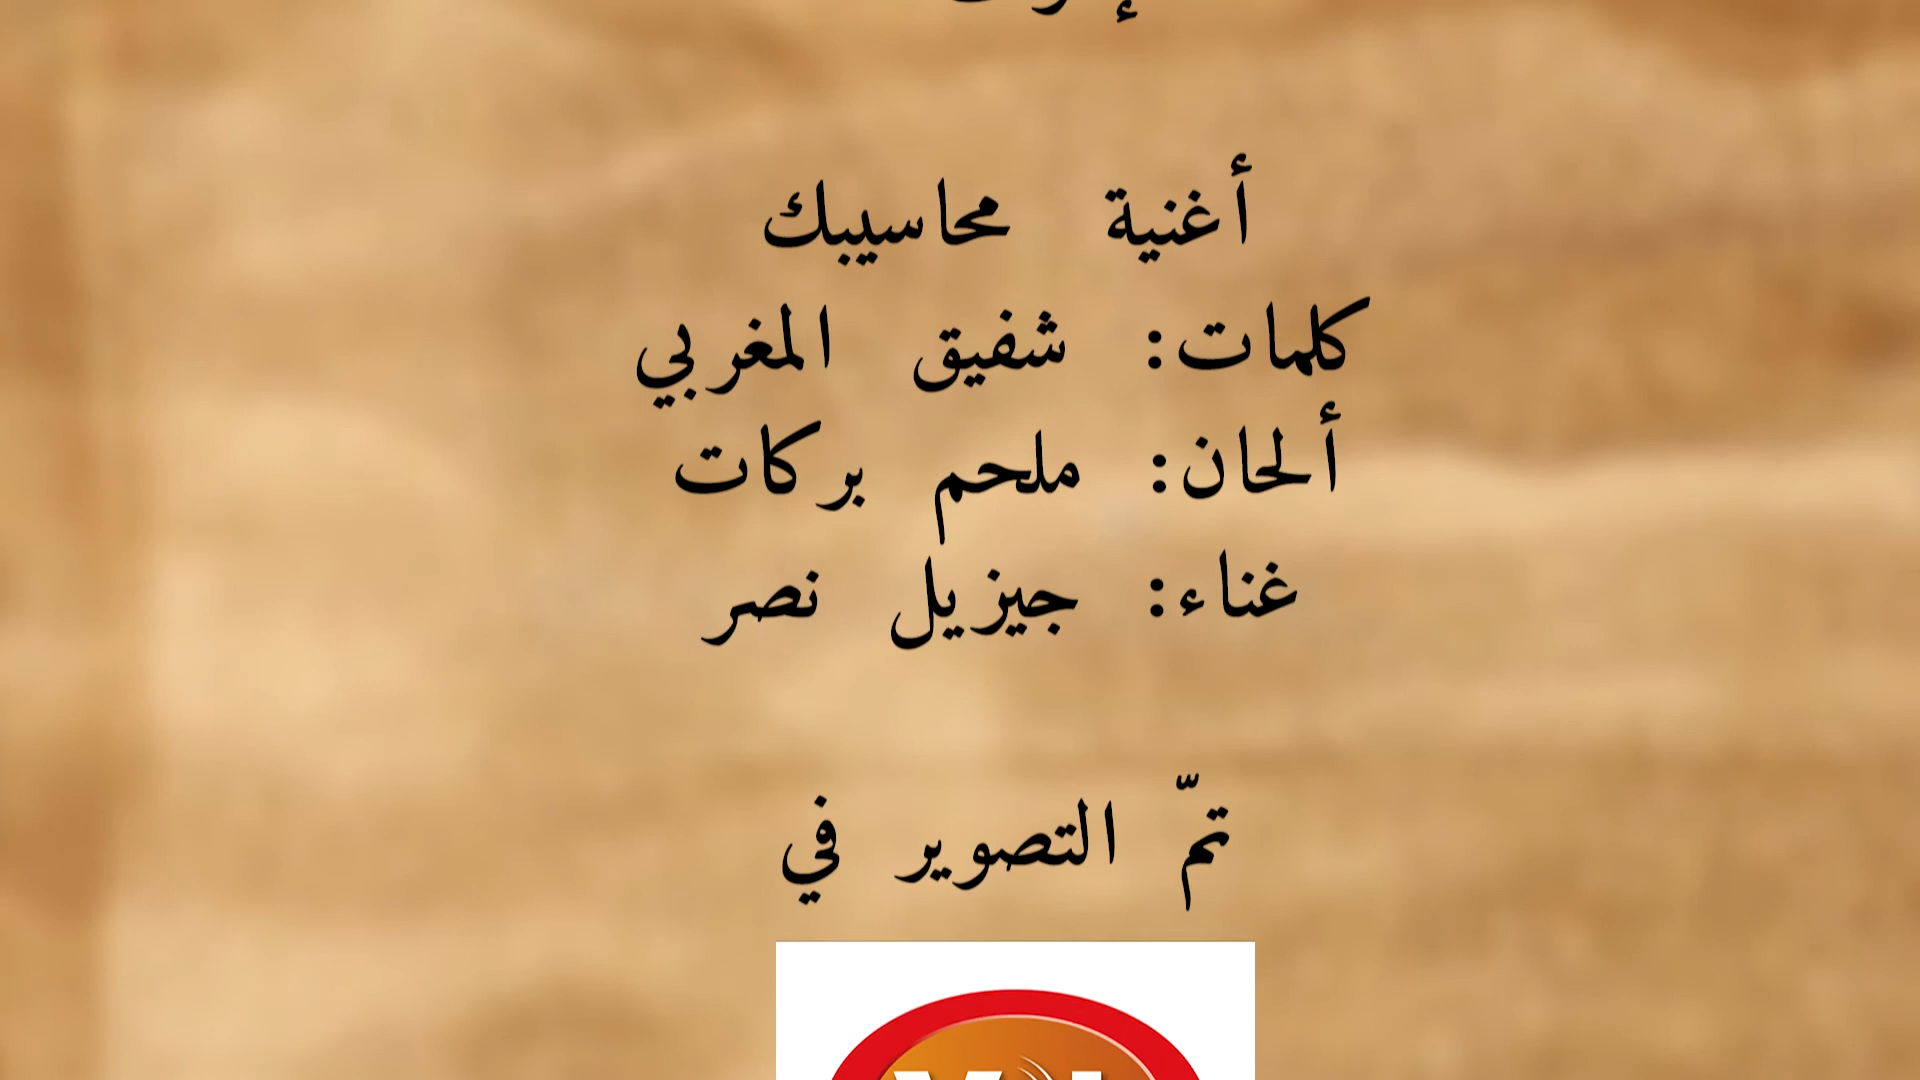 أغنية محاسيبك
كلمات: شفيق المغربي
ألحان: ملحم بركات
غناء: جيزيل نصر
تمّ التصوير في